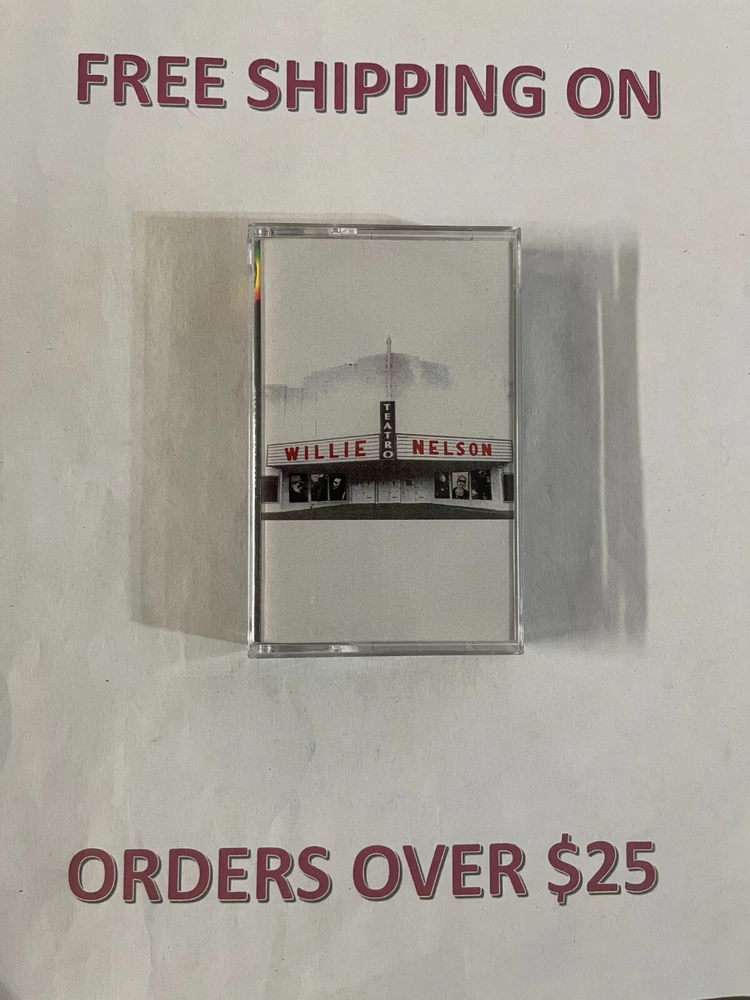 FREE SHIPPING ON
TEATRO
WILLIE NELSON
ORDERS OVER $25